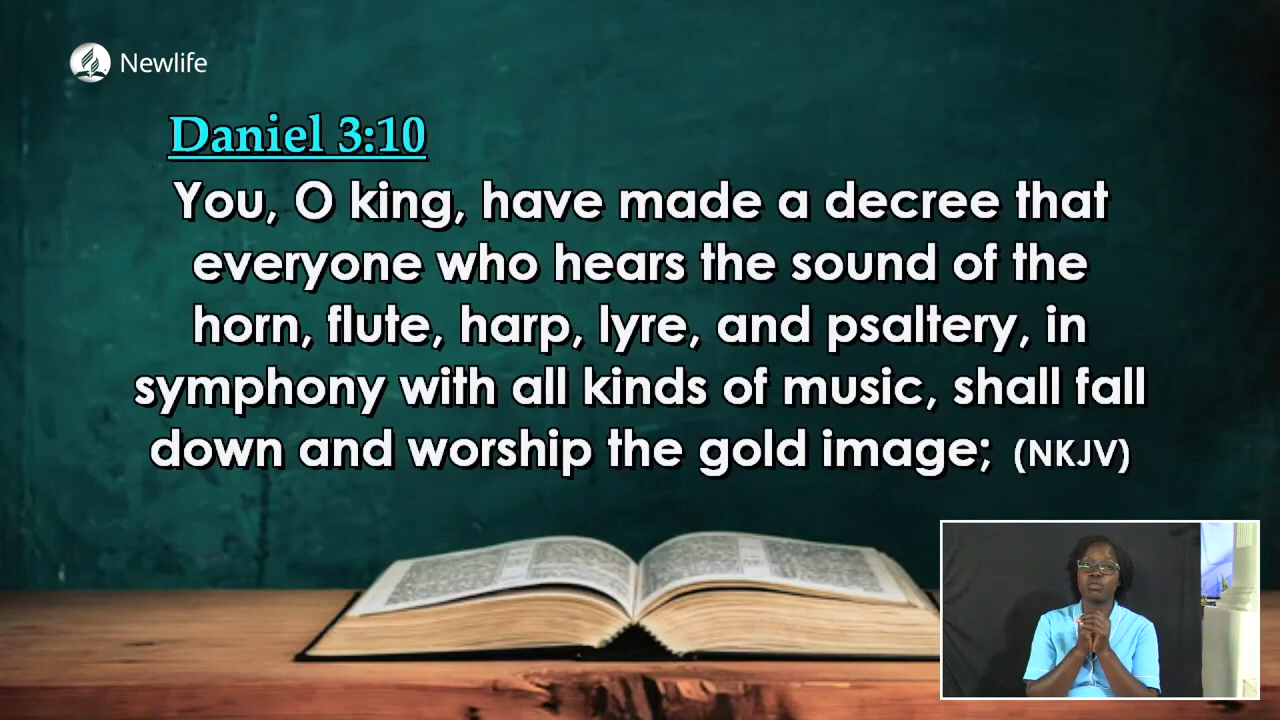 Newlife
Daniel 3:10
You, O king, have made a decree that
everyone who hears the sound of the
horn, flute, harp, lyre, and psaltery, in
symphony with all kinds of music, shall fall
down and worship the gold image; (NKJV)